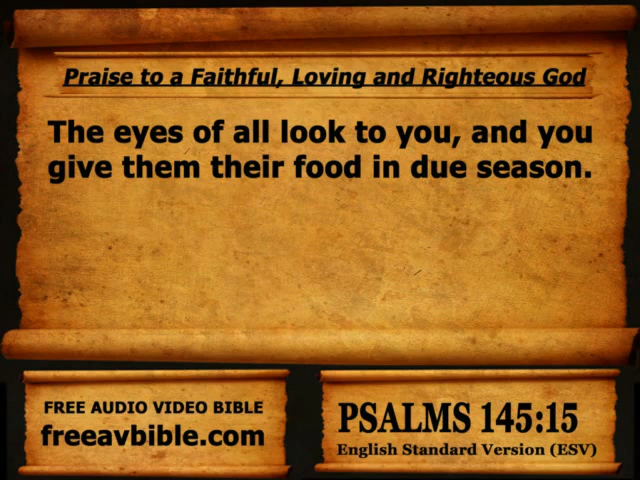 Praise to a Faithful, Loving and Righteous God
The eyes of all look to you, and you
give them their food in due season.
FREE AUDIO VIDEO BIBLE
freeavbible.com
PSALMS 145:15
English Standard Version (ESV)